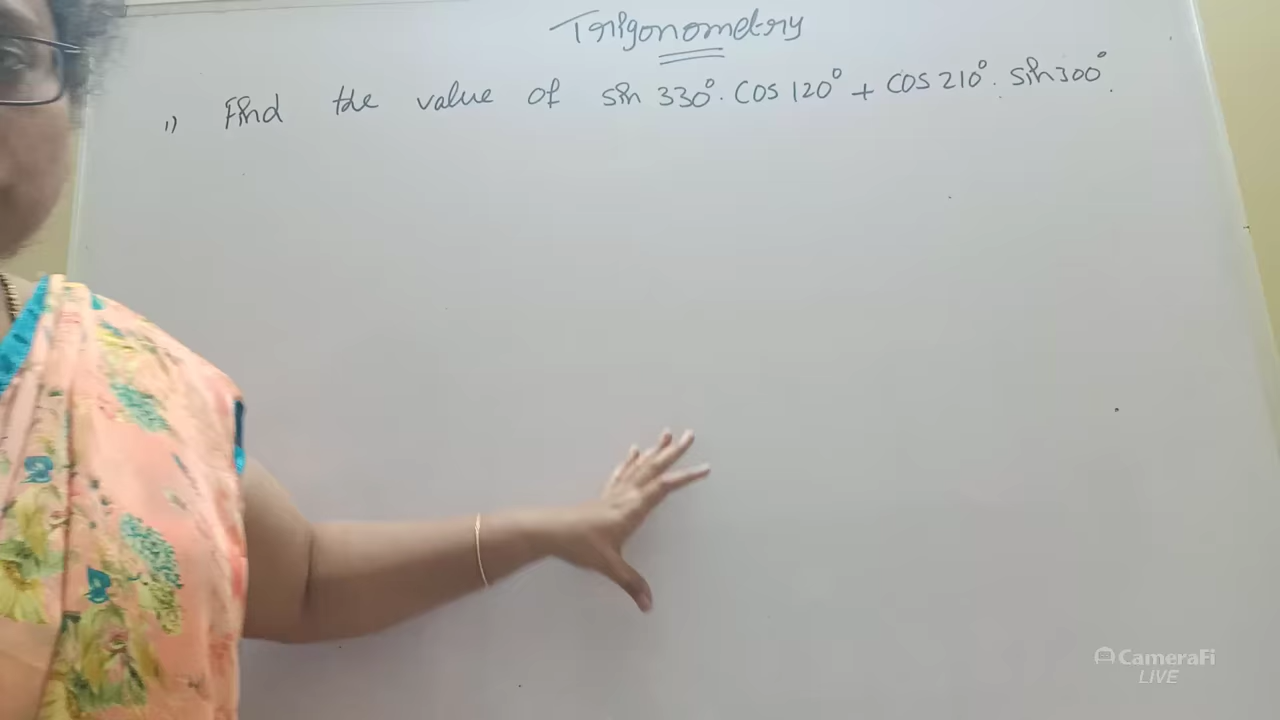 Trigonometry
1) Find the value of sin 330°. cos 120° + cos 210°. sin 300°.
CameraFi
LIVE